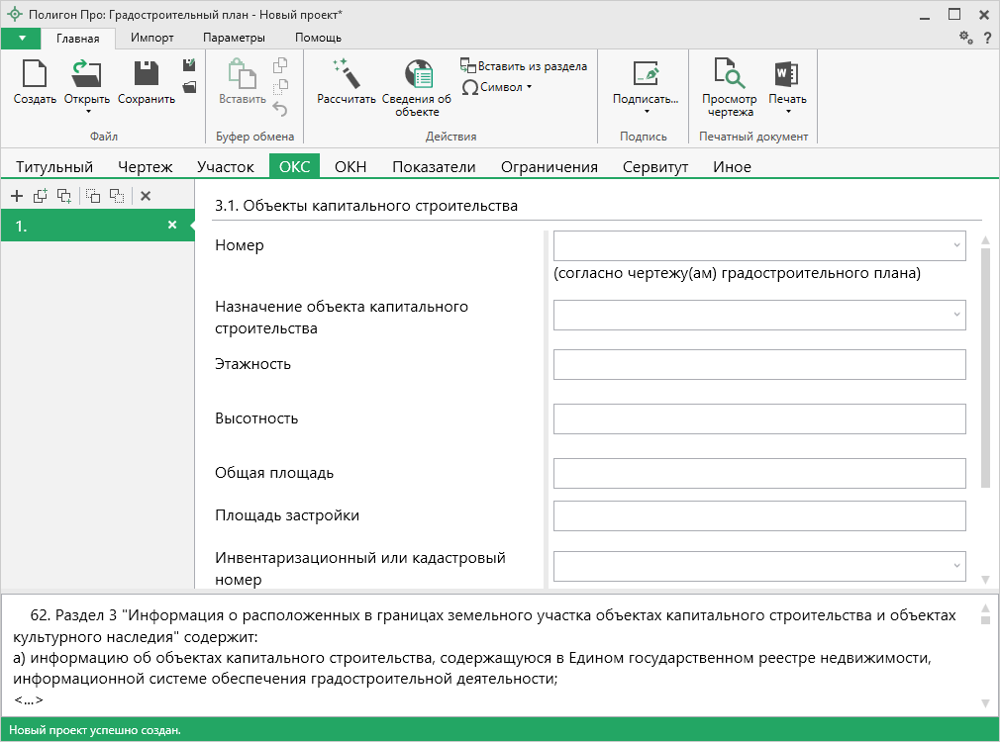 Полигон Про: Градостроительный план - Новый проект*
Главная Импорт Параметры Помощь
?
Создать Открыть Сохранить
Файл
Вставить
Буфер обмена
Рассчитать Сведения об объекте
Вставить из раздела
Символ
Действия
Подписать...
Подпись
Просмотр чертежа Печать
Печатный документ
Титульный Чертеж Участок ОКС ОКН Показатели Ограничения Сервитут Иное
1.
3.1. Объекты капитального строительства
Номер
(согласно чертежу(ам) градостроительного плана)
Назначение объекта капитального
строительства
Этажность
Высотность
Общая площадь
Площадь застройки
Инвентаризационный или кадастровый
номер
62. Раздел 3 "Информация о расположенных в границах земельного участка объектах капитального строительства и объектах
культурного наследия" содержит:
а) информацию об объектах капитального строительства, содержащуюся в Едином государственном реестре недвижимости,
информационной системе обеспечения градостроительной деятельности;
<...>
Новый проект успешно создан.